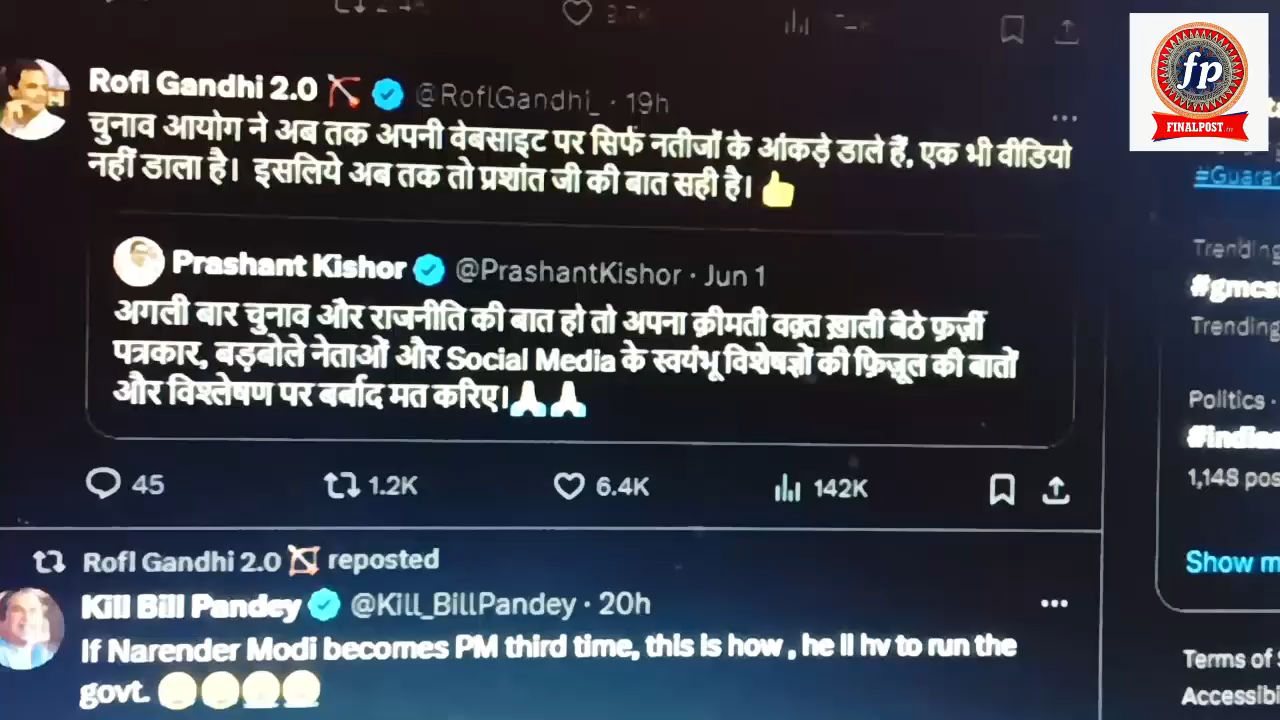 Rofl Gandhi 2.0 @RoflGandhi_ · 19h
चुनाव आयोग ने अब तक अपनी वेबसाइट पर सिर्फ नतीजों के आंकड़े डाले हैं, एक भी वीडियो
नहीं डाला है। इसलिये अब तक तो प्रशांत जी की बात सही है। 👍
Prashant Kishor @PrashantKishor · Jun 1
अगली बार चुनाव और राजनीति की बात हो तो अपना क़ीमती वक़्त ख़ाली बैठे फ़र्ज़ी
पत्रकार, बड़बोले नेताओं और Social Media के स्वयंभू विशेषज्ञों की फ़िज़ूल की बातों
और विश्लेषण पर बर्बाद मत करिए।🙏🙏
45 1.2K 6.4K 142K
Rofl Gandhi 2.0 reposted
Kill Bill Pandey @Kill_BillPandey · 20h
If Narender Modi becomes PM third time, this is how , he ll hv to run the
govt.
fp
FINALPOST.in
#Guaran
Trending
#gmcs
Trending
Politics ·
#india
1,148 pos
Show m
Terms of S
Accessibi